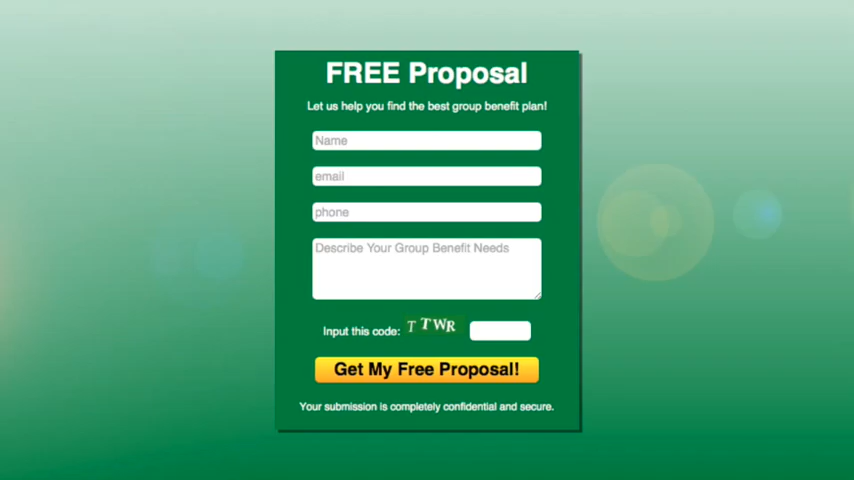 FREE Proposal
Let us help you find the best group benefit plan!
Name
email
phone
Describe Your Group Benefit Needs
Input this code: T TWR
Get My Free Proposal!
Your submission is completely confidential and secure.